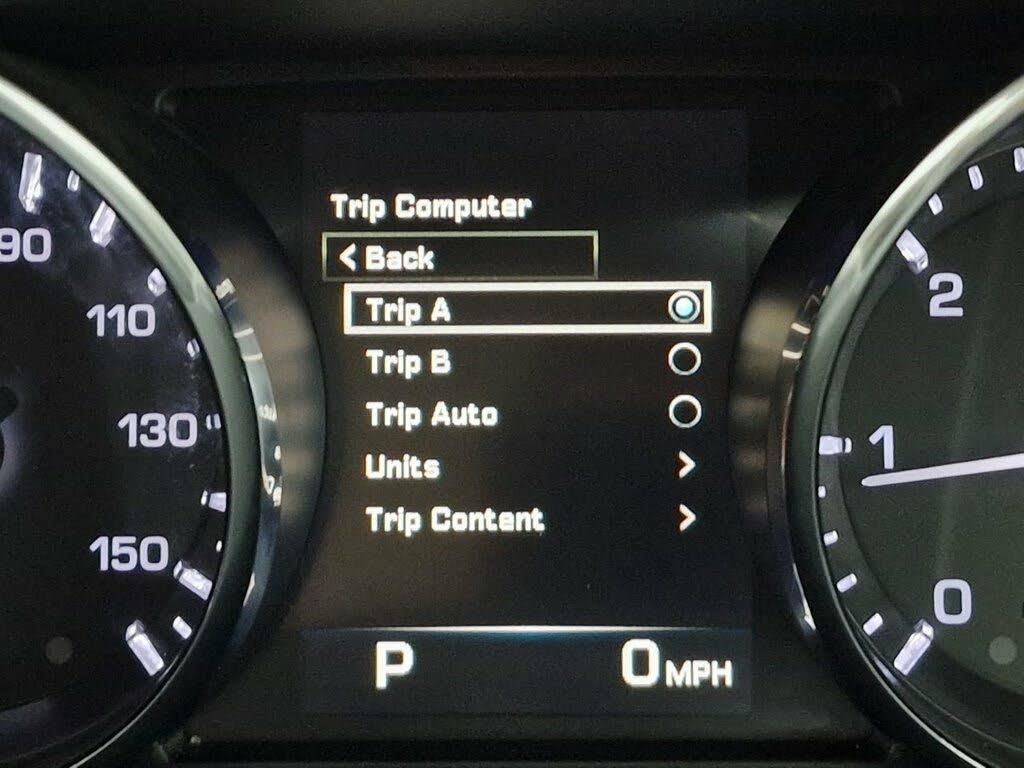 Trip Computer
< Back
Trip A
Trip B
Trip Auto
Units >
Trip Content >
P
0 MPH
90
110
130
150
2
1
0